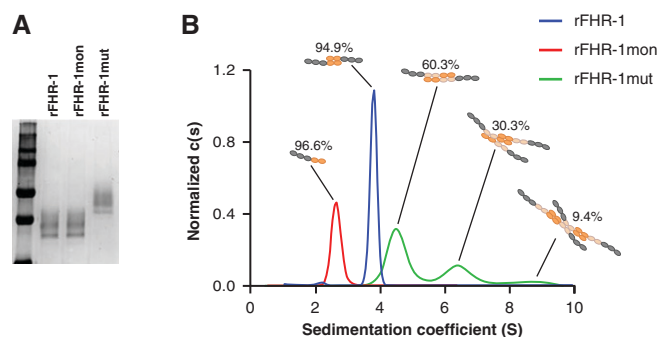 A
rFHR-1
rFHR-1mon
rFHR-1mut
B
rFHR-1
rFHR-1mon
rFHR-1mut
94.9%
60.3%
96.6%
30.3%
9.4%
Normalized c(s)
1.2
0.8
0.4
0.0
0 2 4 6 8 10
Sedimentation coefficient (S)